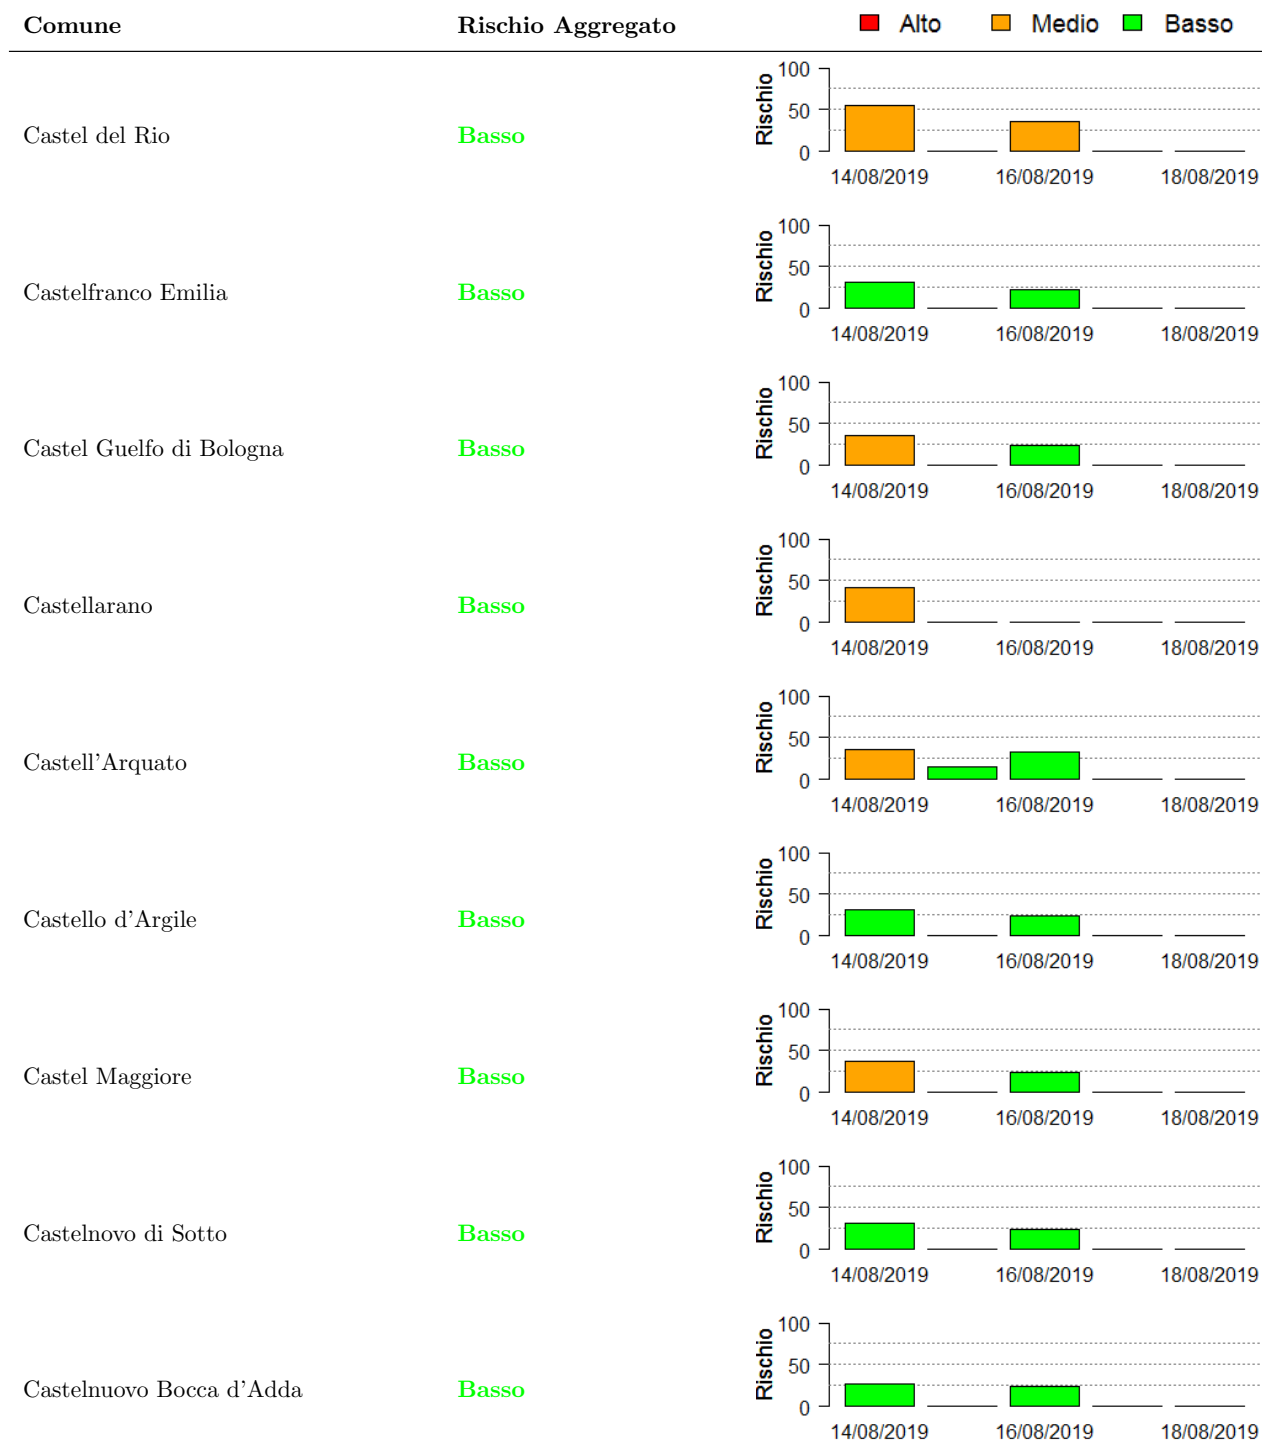 Comune Rischio Aggregato Alto Medio Basso
Castel del Rio Basso Rischio 100 50 0
14/08/2019 16/08/2019 18/08/2019
Castelfranco Emilia Basso Rischio 100 50 0
14/08/2019 16/08/2019 18/08/2019
Castel Guelfo di Bologna Basso Rischio 100 50 0
14/08/2019 16/08/2019 18/08/2019
Castellarano Basso Rischio 100 50 0
14/08/2019 16/08/2019 18/08/2019
Castell'Arquato Basso Rischio 100 50 0
14/08/2019 16/08/2019 18/08/2019
Castello d'Argile Basso Rischio 100 50 0
14/08/2019 16/08/2019 18/08/2019
Castel Maggiore Basso Rischio 100 50 0
14/08/2019 16/08/2019 18/08/2019
Castelnovo di Sotto Basso Rischio 100 50 0
14/08/2019 16/08/2019 18/08/2019
Castelnuovo Bocca d'Adda Basso Rischio 100 50 0
14/08/2019 16/08/2019 18/08/2019